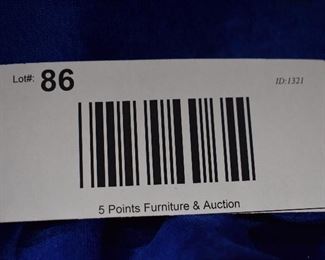 Lot#: 86 ID:1321
5 Points Furniture & Auction